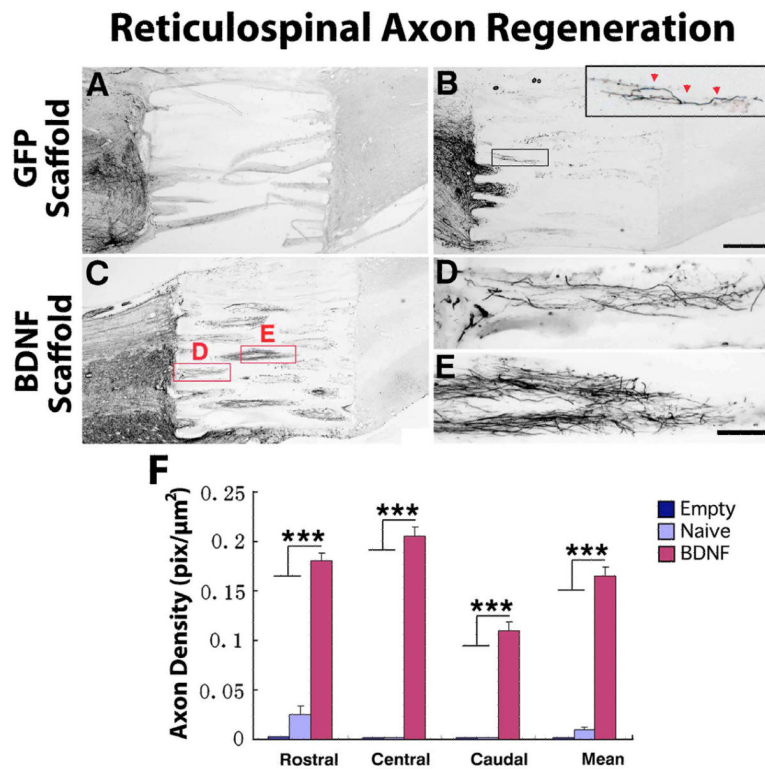 Reticulospinal Axon Regeneration
GFP
Scaffold
A
B
BDNF
Scaffold
C
D
E
D
E
F
Axon Density (pix/μm²)
0.25
0.2
0.15
0.1
0.05
0
***
***
***
***
Empty
Naive
BDNF
Rostral Central Caudal Mean